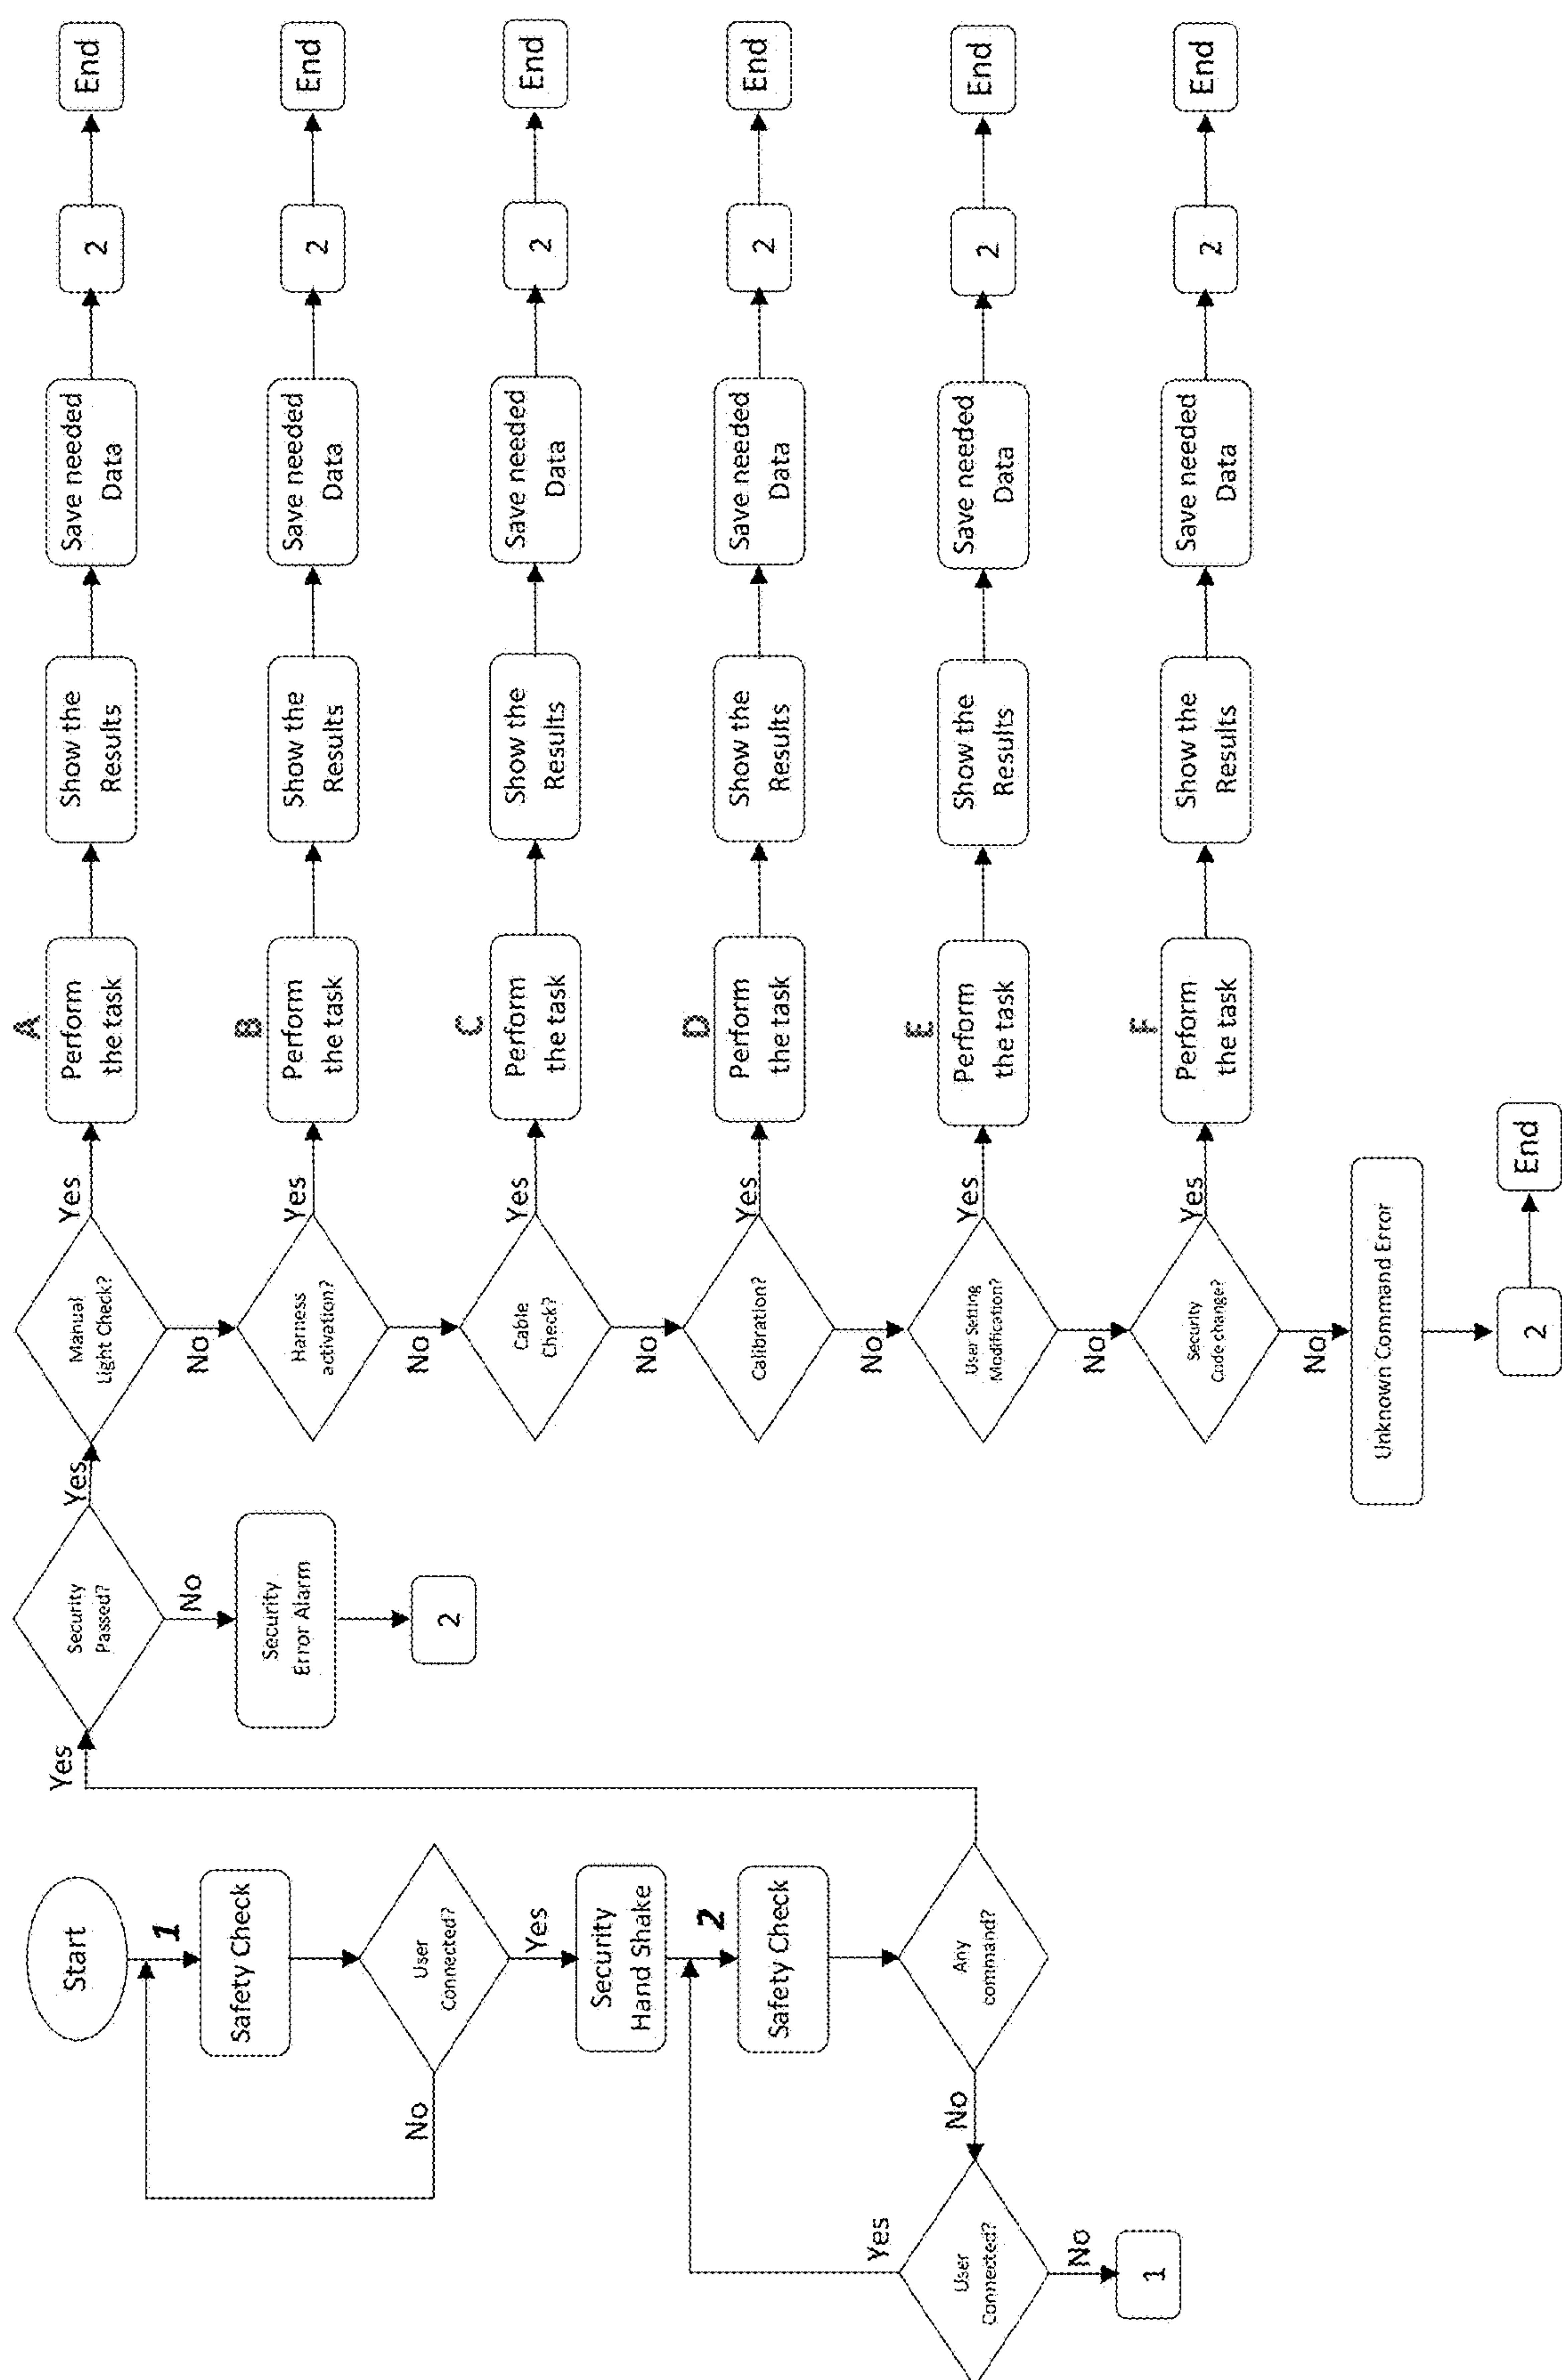 Start
1
Safety Check
User
Connected?
No
Yes
Security
Hand Shake
2
Safety Check
Any
command?
No
User
Connected?
Yes
No
1
Yes
Security
Passed?
No
Security
Error Alarm
2
Yes
Manual
Light Check?
Yes
A
Perform
the task
Show the
Results
Save needed
Data
2
End
No
Harness
activation?
Yes
B
Perform
the task
Show the
Results
Save needed
Data
2
End
No
Cable
Check?
Yes
C
Perform
the task
Show the
Results
Save needed
Data
2
End
No
Calibration?
Yes
D
Perform
the task
Show the
Results
Save needed
Data
2
End
No
User Setting
Modification?
Yes
E
Perform
the task
Show the
Results
Save needed
Data
2
End
No
Security
Code change?
Yes
F
Perform
the task
Show the
Results
Save needed
Data
2
End
No
Unknown Command Error
2
End